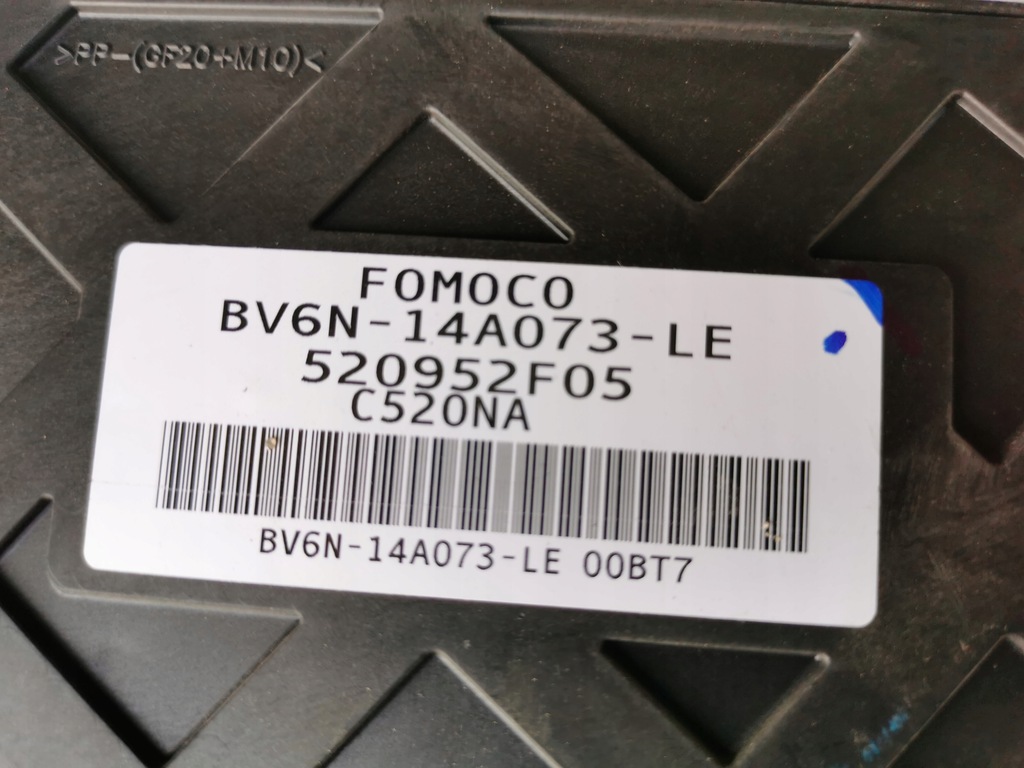 >PP-(GF20+M10)<
FOMOCO
BV6N-14A073-LE
520952F05
C520NA
BV6N-14A073-LE 00BT7